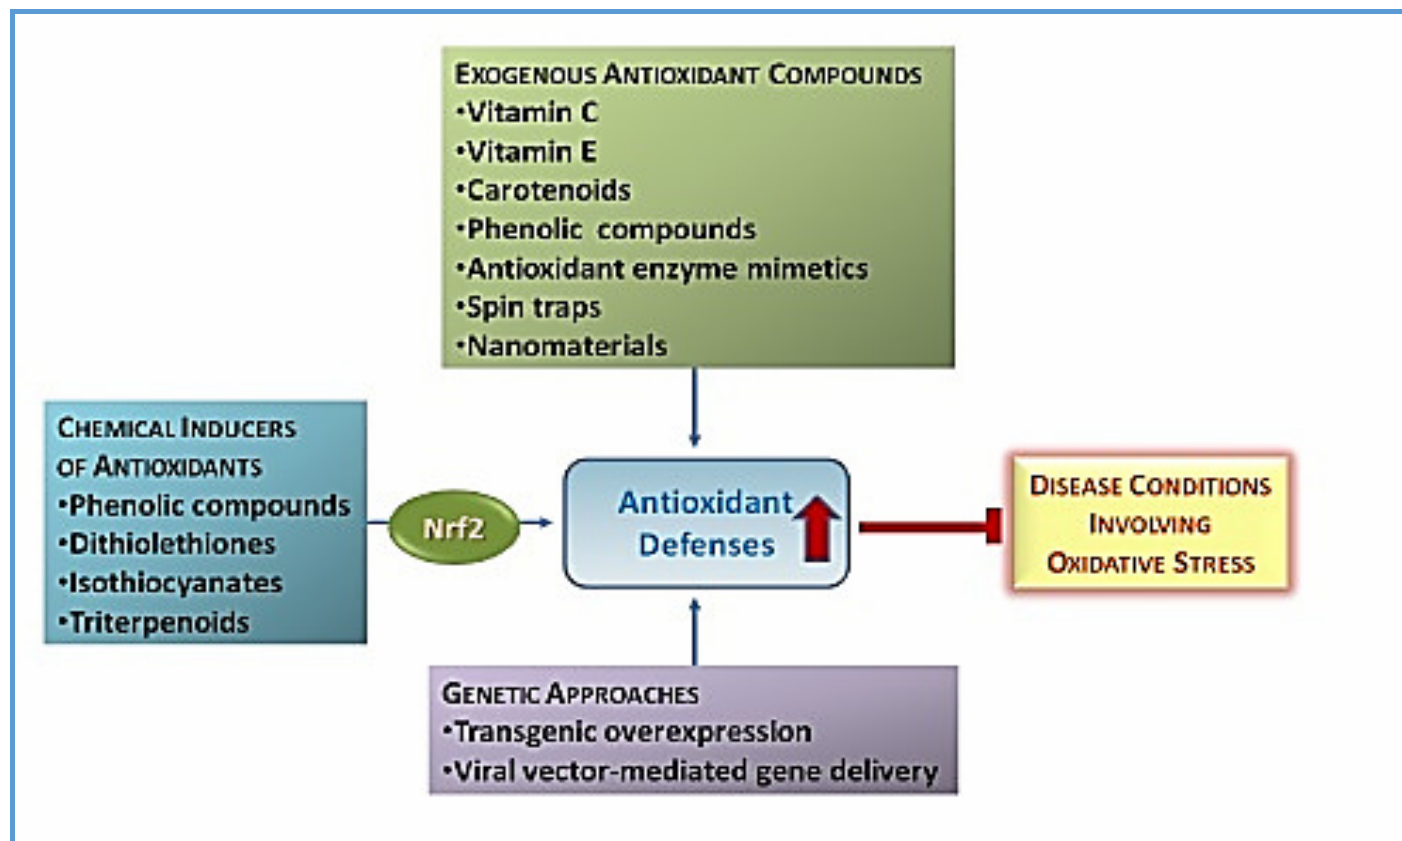 EXOGENOUS ANTIOXIDANT COMPOUNDS
•Vitamin C
•Vitamin E
•Carotenoids
•Phenolic compounds
•Antioxidant enzyme mimetics
•Spin traps
•Nanomaterials
CHEMICAL INDUCERS
OF ANTIOXIDANTS
•Phenolic compounds
•Dithiolethiones
•Isothiocyanates
•Triterpenoids
Nrf2
Antioxidant
Defenses
DISEASE CONDITIONS
INVOLVING
OXIDATIVE STRESS
GENETIC APPROACHES
•Transgenic overexpression
•Viral vector-mediated gene delivery